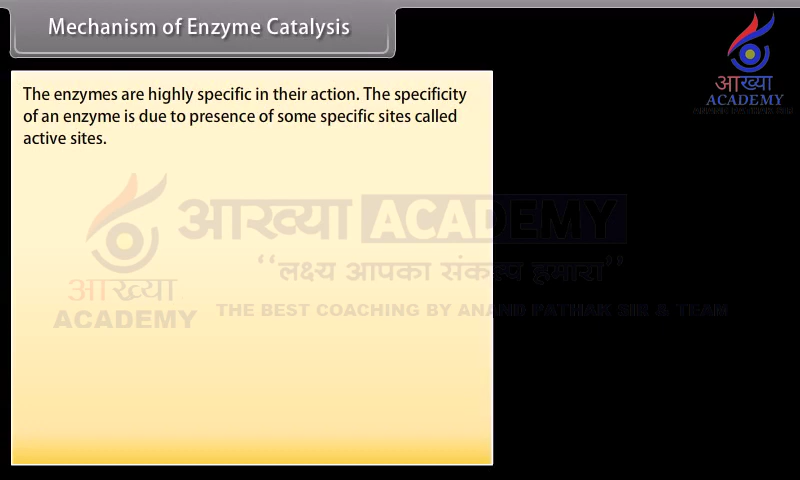 Mechanism of Enzyme Catalysis
The enzymes are highly specific in their action. The specificity
of an enzyme is due to presence of some specific sites called
active sites.
आख्या
ACADEMY
आख्या ACADEMY
“लक्ष्य आपका संकल्प हमारा”
आख्या
ACADEMY
THE BEST COACHING BY ANAND PATHAK SIR & TEAM